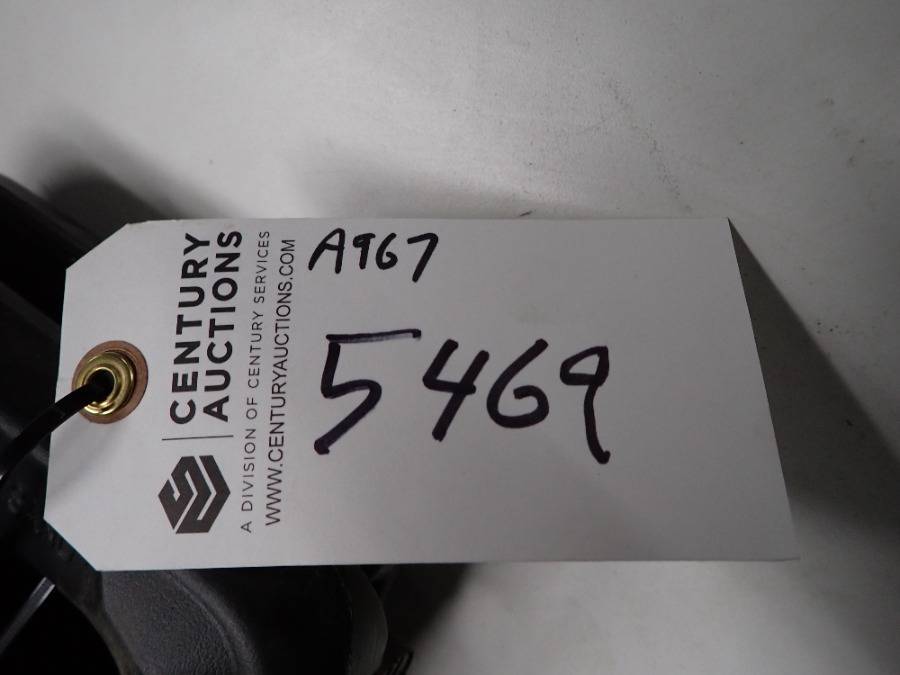 CENTURY
AUCTIONS
A DIVISION OF CENTURY SERVICES
WWW.CENTURYAUCTIONS.COM
A967
5469